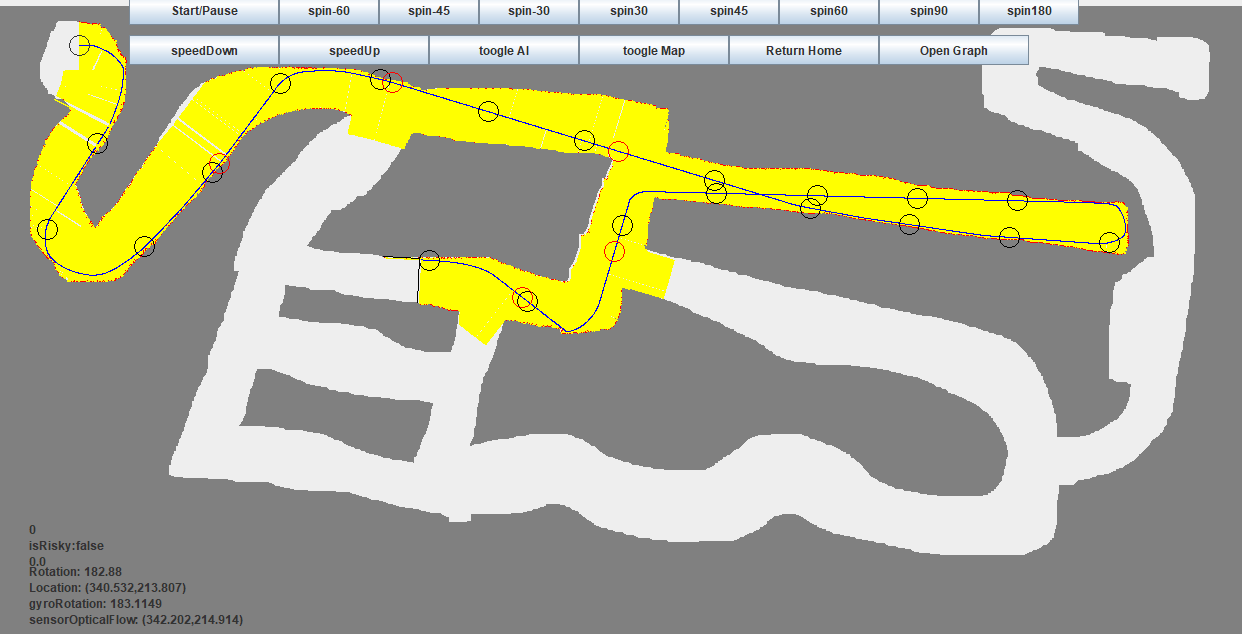 Start/Pause spin-60 spin-45 spin-30 spin30 spin45 spin60 spin90 spin180
speedDown speedUp toogle AI toogle Map Return Home Open Graph
0
isRisky:false
0.0
Rotation: 182.88
Location: (340.532,213.807)
gyroRotation: 183.1149
sensorOpticalFlow: (342.202,214.914)